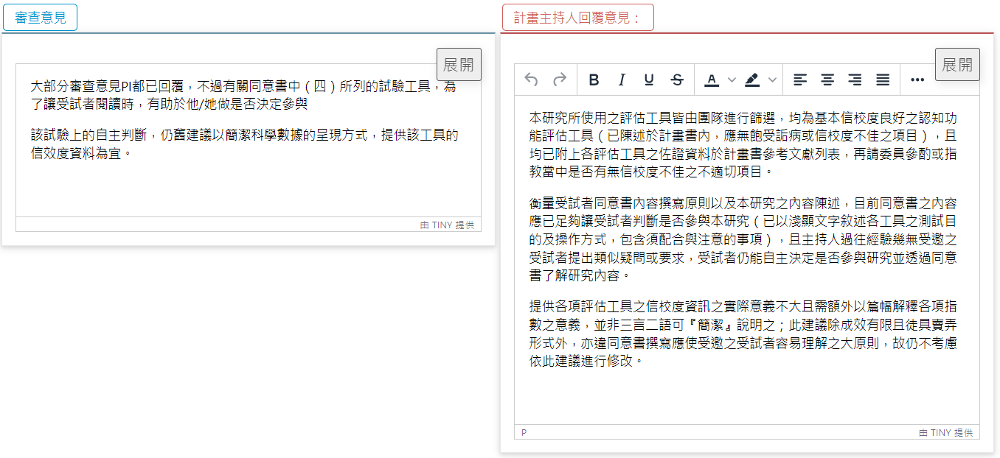 審查意見
展開
大部分審查意見PI都已回覆，不過有關同意書中（四）所列的試驗工具，為
了讓受試者閱讀時，有助於他/她做是否決定參與
該試驗上的自主判斷，仍舊建議以簡潔科學數據的呈現方式，提供該工具的
信效度資料為宜。
由 TINY 提供
計畫主持人回覆意見：
展開
B I U S A
本研究所使用之評估工具皆由團隊進行篩選，均為基本信校度良好之認知功
能評估工具（已陳述於計畫書內，應無飽受詬病或信校度不佳之項目），且
均已附上各評估工具之佐證資料於計畫書參考文獻列表，再請委員參酌或指
教當中是否有無信校度不佳之不適切項目。
衡量受試者同意書內容撰寫原則以及本研究之內容陳述，目前同意書之內容
應已足夠讓受試者判斷是否參與本研究（已以淺顯文字敘述各工具之測試目
的及操作方式，包含須配合與注意的事項），且主持人過往經驗幾無受邀之
受試者提出類似疑問或要求，受試者仍能自主決定是否參與研究並透過同意
書了解研究內容。
提供各項評估工具之信校度資訊之實際意義不大且需額外以篇幅解釋各項指
數之意義，並非三言二語可『簡潔』說明之；此建議除成效有限且徒具賣弄
形式外，亦違同意書撰寫應使受邀之受試者容易理解之大原則，故仍不考慮
依此建議進行修改。
P
由 TINY 提供